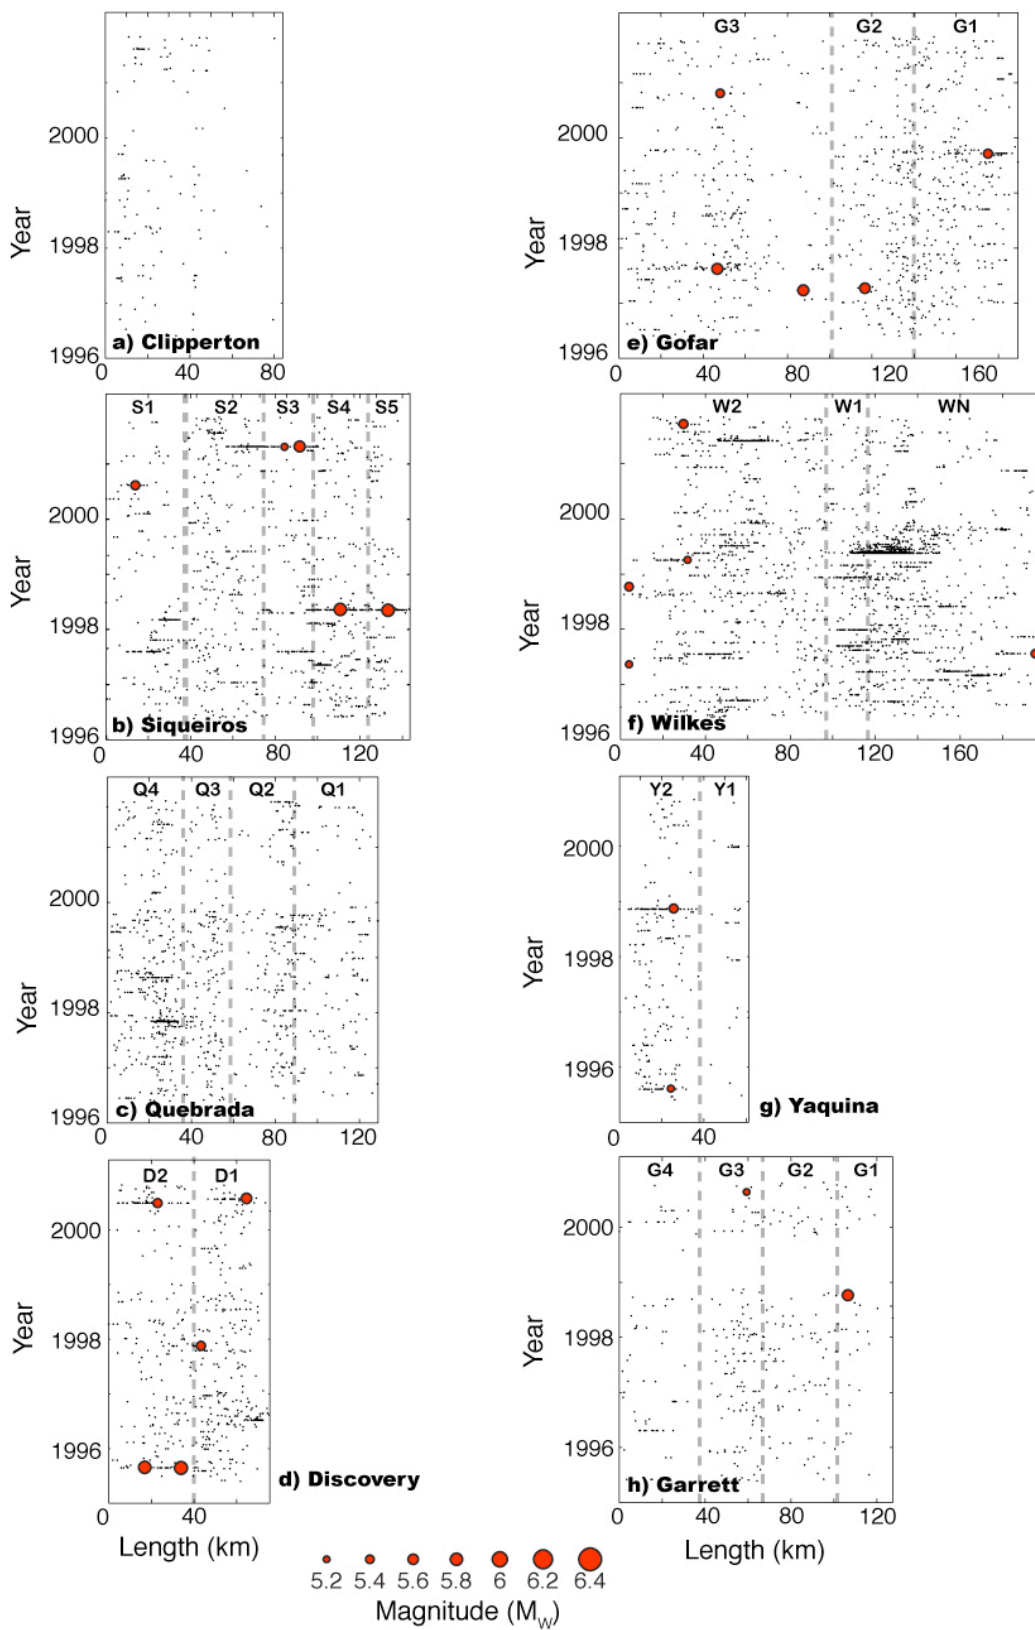 2000
1998
1996
Year
a) Clipperton
0 40 80
G3 G2 G1
2000
1998
1996
Year
e) Gofar
0 40 80 120 160
S1 S2 S3 S4 S5
2000
1998
1996
Year
b) Siqueiros
0 40 80 120
W2 W1 WN
2000
1998
1996
Year
f) Wilkes
0 40 80 120 160
Q4 Q3 Q2 Q1
2000
1998
1996
Year
c) Quebrada
0 40 80 120
Y2 Y1
2000
1998
1996
Year
g) Yaquina
0 40
D2 D1
2000
1998
1996
Year
d) Discovery
0 40
Length (km)
G4 G3 G2 G1
2000
1998
1996
Year
h) Garrett
0 40 80 120
Length (km)
5.2 5.4 5.6 5.8 6 6.2 6.4
Magnitude (Mw)